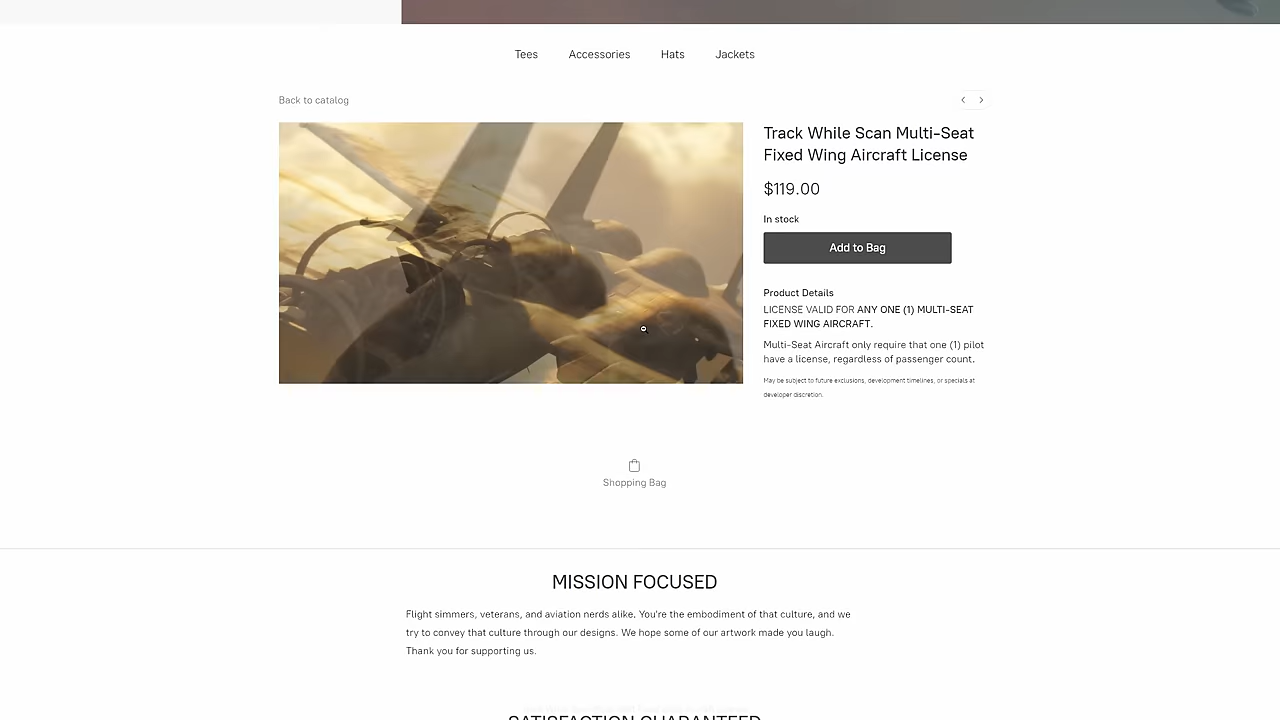 Tees Accessories Hats Jackets
Back to catalog
Track While Scan Multi-Seat
Fixed Wing Aircraft License
$119.00
In stock
Add to Bag
Product Details
LICENSE VALID FOR ANY ONE (1) MULTI-SEAT
FIXED WING AIRCRAFT.
Multi-Seat Aircraft only require that one (1) pilot
have a license, regardless of passenger count.
May be subject to future exclusions, development timelines, or specials at
developer discretion.
Shopping Bag
MISSION FOCUSED
Flight simmers, veterans, and aviation nerds alike. You're the embodiment of that culture, and we
try to convey that culture through our designs. We hope some of our artwork made you laugh.
Thank you for supporting us.
SATISFACTION GUARANTEED